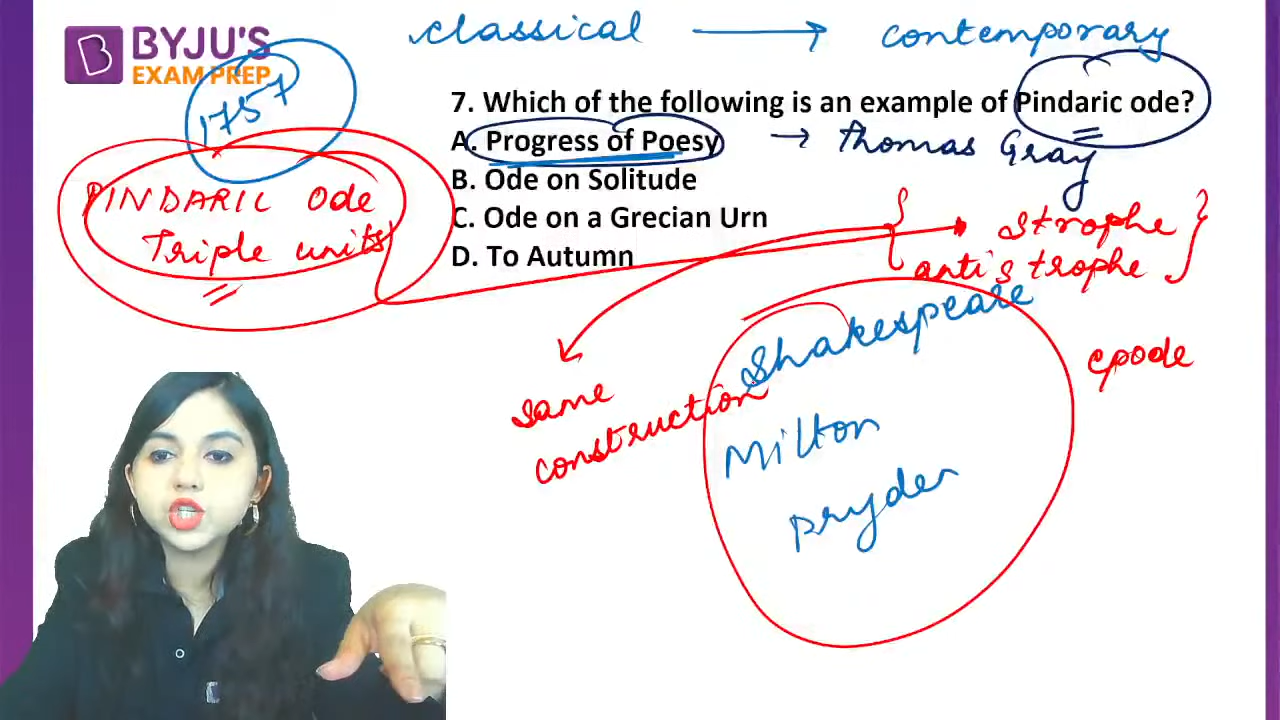 classical → contemporary
BYJU'S
EXAM PREP
1757
7. Which of the following is an example of Pindaric ode?
A. Progress of Poesy → Thomas Gray
B. Ode on Solitude
C. Ode on a Grecian Urn
D. To Autumn
PINDARIC Ode
Triple units
strophe
antistrophe
epode
same
construction
Shakespeare
Milton
Dryden